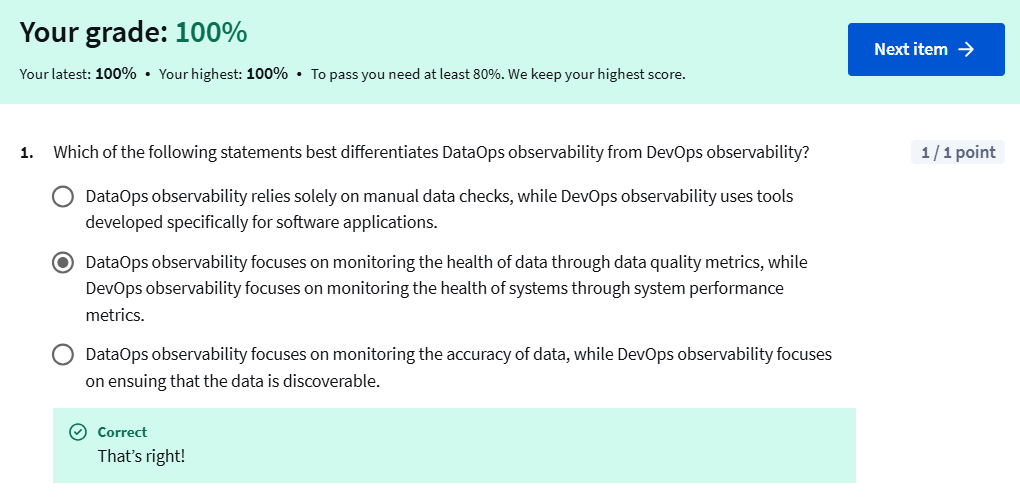 Your grade: 100%
Next item →
Your latest: 100% • Your highest: 100% • To pass you need at least 80%. We keep your highest score.
1. Which of the following statements best differentiates DataOps observability from DevOps observability?
1 / 1 point
DataOps observability relies solely on manual data checks, while DevOps observability uses tools
developed specifically for software applications.
DataOps observability focuses on monitoring the health of data through data quality metrics, while
DevOps observability focuses on monitoring the health of systems through system performance
metrics.
DataOps observability focuses on monitoring the accuracy of data, while DevOps observability focuses
on ensuing that the data is discoverable.
Correct
That’s right!